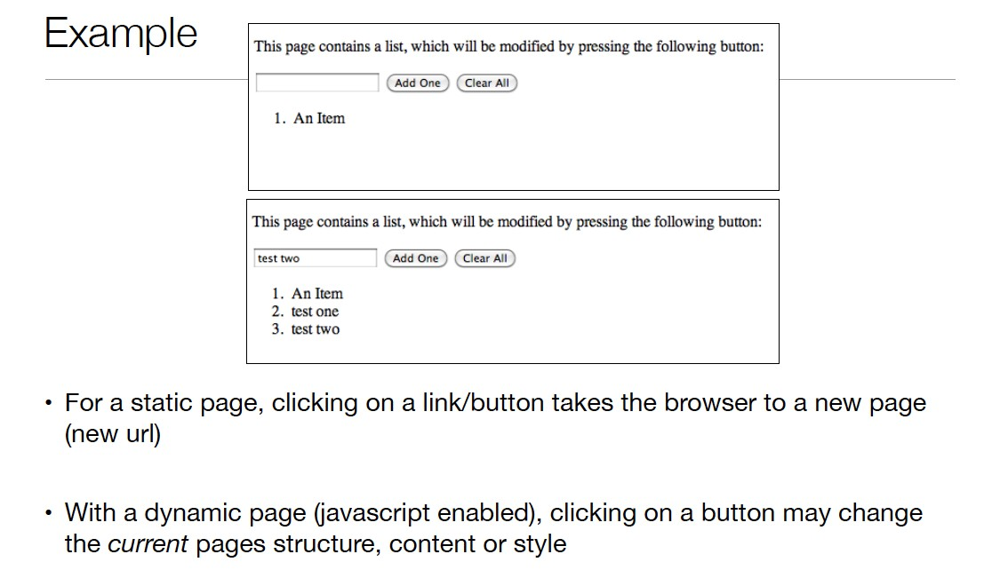 Example
This page contains a list, which will be modified by pressing the following button:
Add One Clear All
1. An Item
This page contains a list, which will be modified by pressing the following button:
test two Add One Clear All
1. An Item
2. test one
3. test two
• For a static page, clicking on a link/button takes the browser to a new page
(new url)
• With a dynamic page (javascript enabled), clicking on a button may change
the current pages structure, content or style